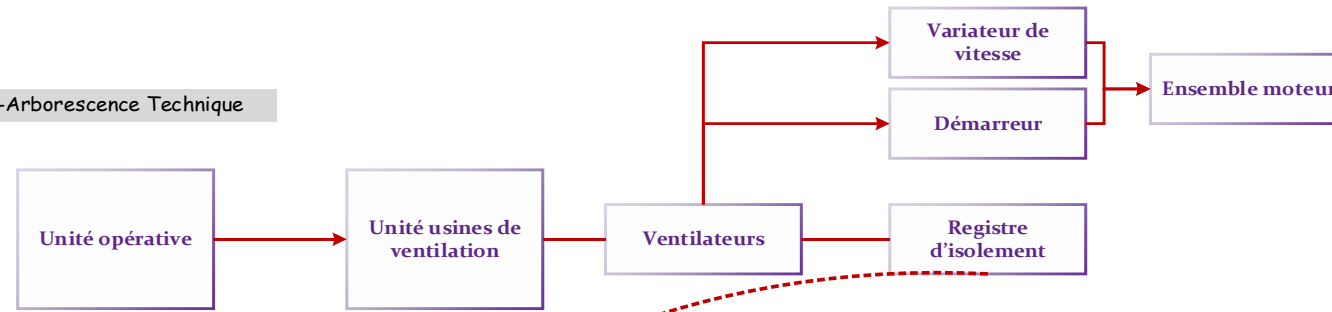 -Arborescence Technique
Variateur de
vitesse
Démarreur
Ensemble moteur
Unité opérative
Unité usines de
ventilation
Ventilateurs
Registre
d’isolement